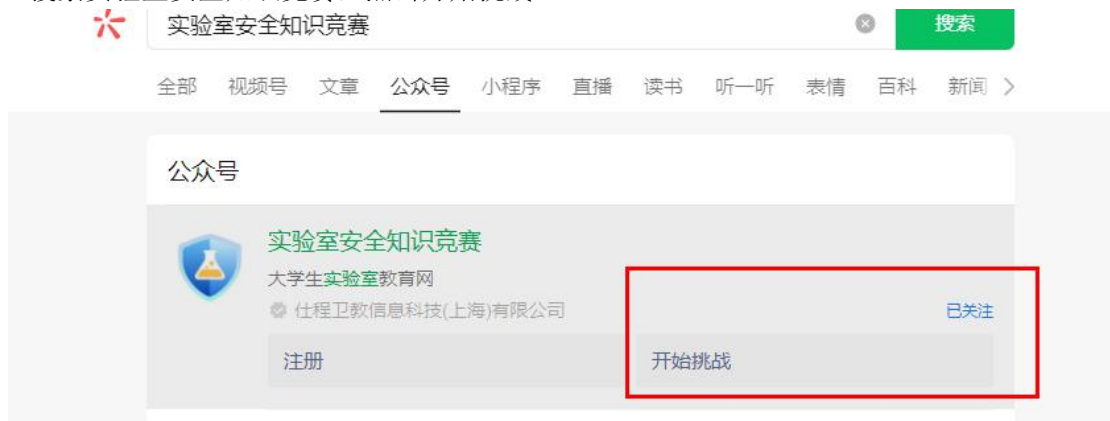 实验室安全知识竞赛
搜索
全部 视频号 文章 公众号 小程序 直播 读书 听一听 表情 百科 新闻
公众号
实验室安全知识竞赛
大学生实验室教育网
仕程卫教信息科技(上海)有限公司
已关注
注册
开始挑战